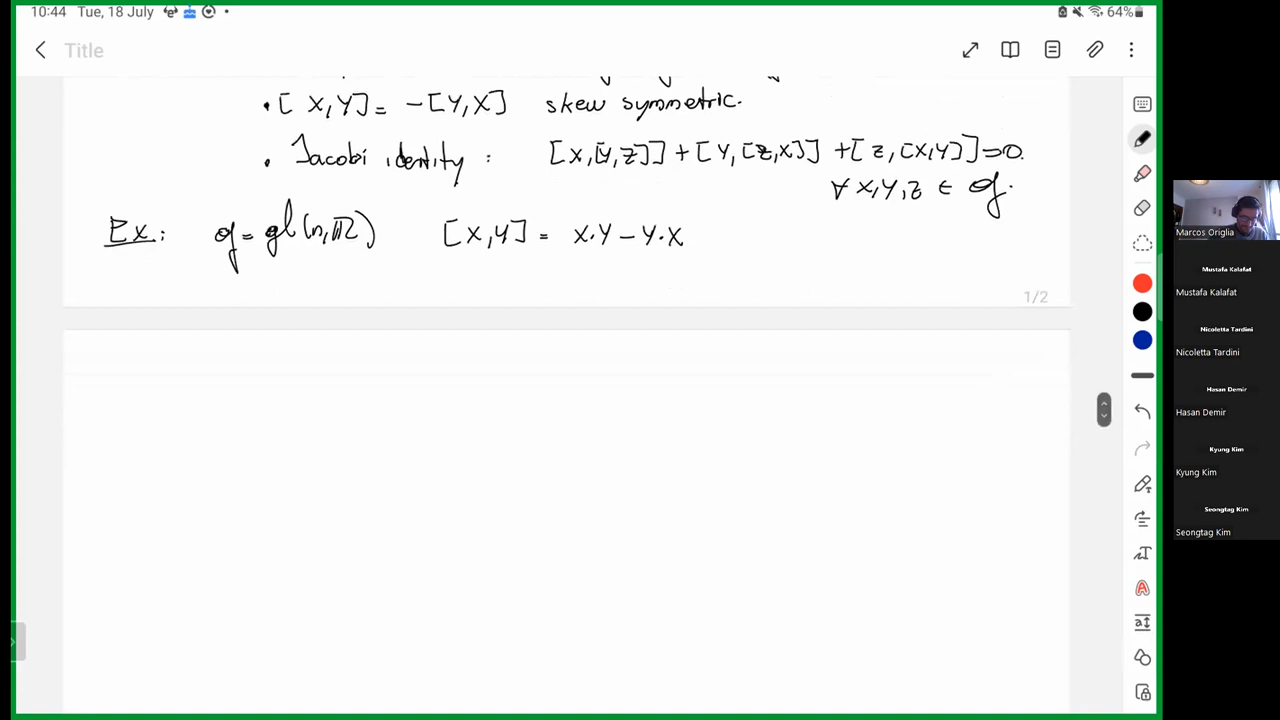 10:44 Tue, 18 July
64%
Title
• [X,Y] = -[Y,X] skew symmetric.
• Jacobi identity: [X,[Y,Z]] + [Y,[Z,X]] + [Z,[X,Y]] = 0.
∀ X,Y,Z ∈ 𝔤.
Ex: 𝔤 = gl(n,ℝ) [X,Y] = X·Y - Y·X
1/2
Marcos Origlia
Mustafa Kalafat
Mustafa Kalafat
Nicoletta Tardini
Nicoletta Tardini
Hasan Demir
Hasan Demir
Kyung Kim
Kyung Kim
Seongtag Kim
Seongtag Kim